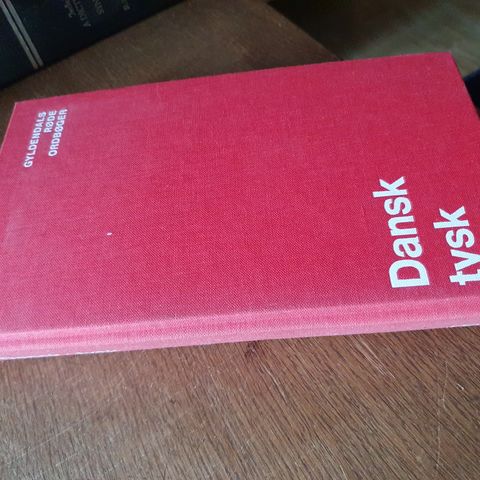 GYLDENDALS
RØDE
ORDBØGER
Dansk
tysk